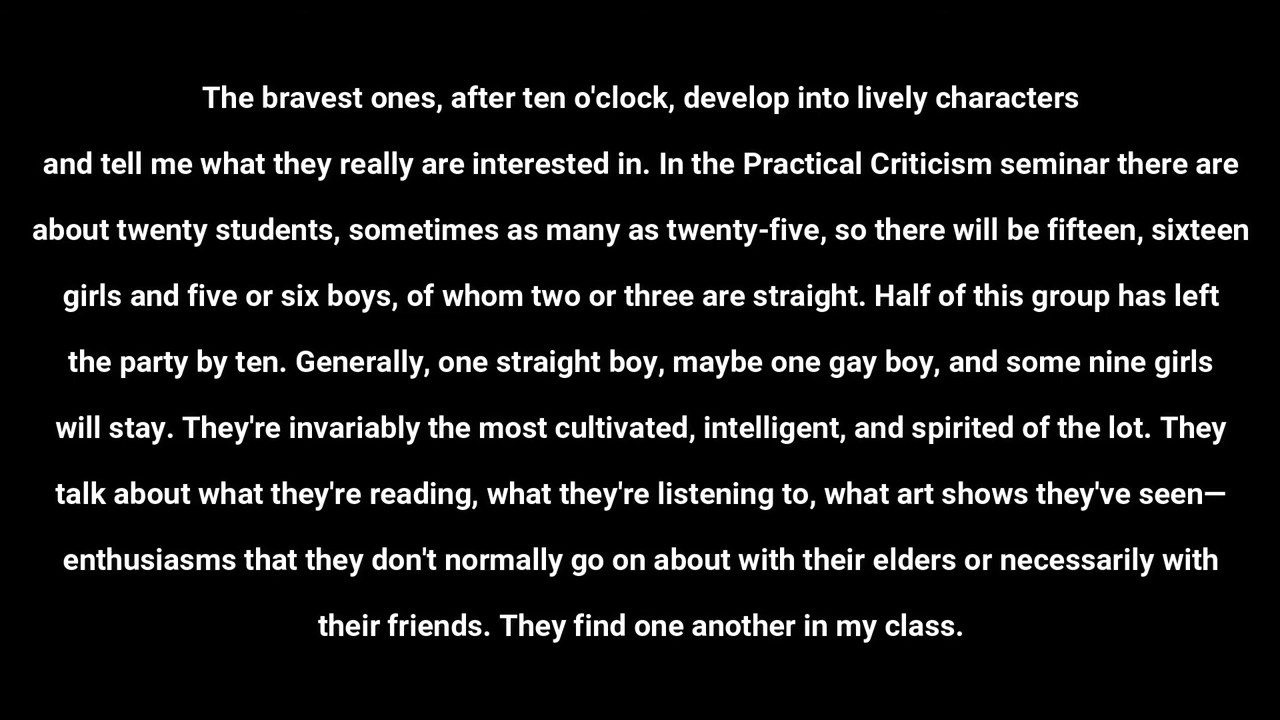 The bravest ones, after ten o'clock, develop into lively characters
and tell me what they really are interested in. In the Practical Criticism seminar there are
about twenty students, sometimes as many as twenty-five, so there will be fifteen, sixteen
girls and five or six boys, of whom two or three are straight. Half of this group has left
the party by ten. Generally, one straight boy, maybe one gay boy, and some nine girls
will stay. They're invariably the most cultivated, intelligent, and spirited of the lot. They
talk about what they're reading, what they're listening to, what art shows they've seen—
enthusiasms that they don't normally go on about with their elders or necessarily with
their friends. They find one another in my class.